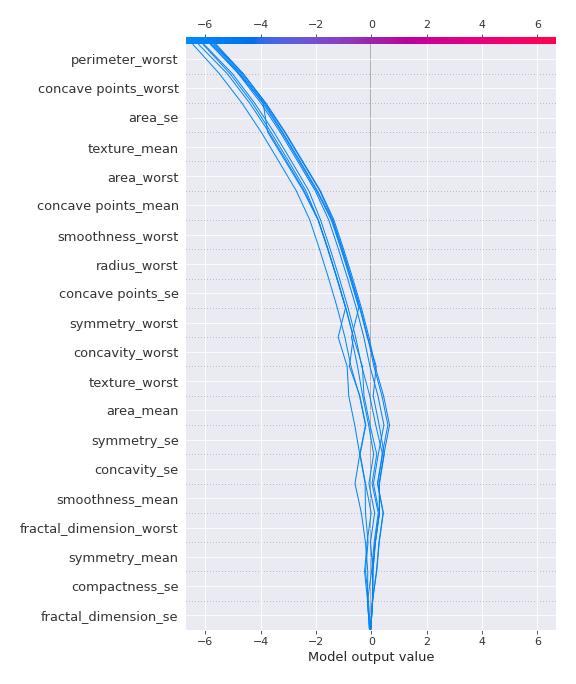 −6 −4 −2 0 2 4 6
perimeter_worst
concave points_worst
area_se
texture_mean
area_worst
concave points_mean
smoothness_worst
radius_worst
concave points_se
symmetry_worst
concavity_worst
texture_worst
area_mean
symmetry_se
concavity_se
smoothness_mean
fractal_dimension_worst
symmetry_mean
compactness_se
fractal_dimension_se
−6 −4 −2 0 2 4 6
Model output value